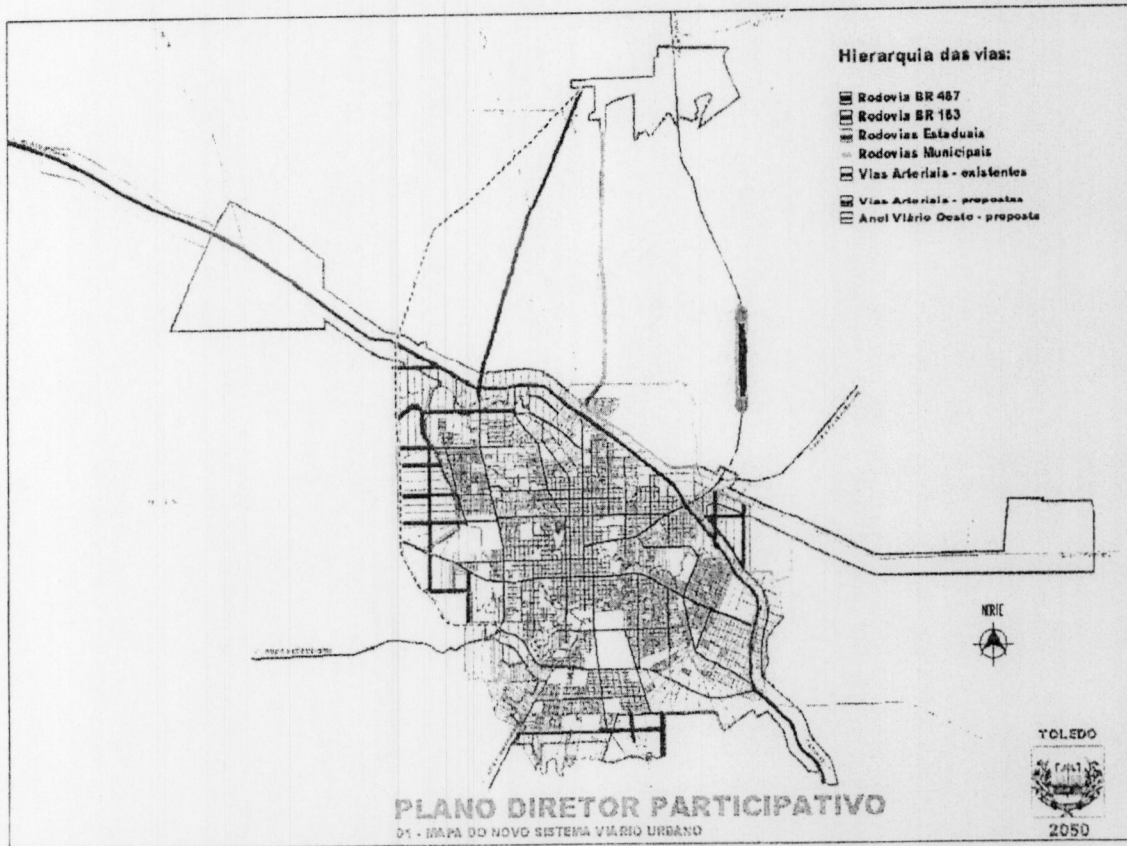 Hierarquia das vias:
Rodovia BR 467
Rodovia BR 163
Rodovias Estaduais
Rodovias Municipais
Vias Arteriais - existentes
Vias Arteriais - propostas
Anel Viário Oeste - proposta
NORTE
TOLEDO
2050
PLANO DIRETOR PARTICIPATIVO
01 - MAPA DO NOVO SISTEMA VIÁRIO URBANO